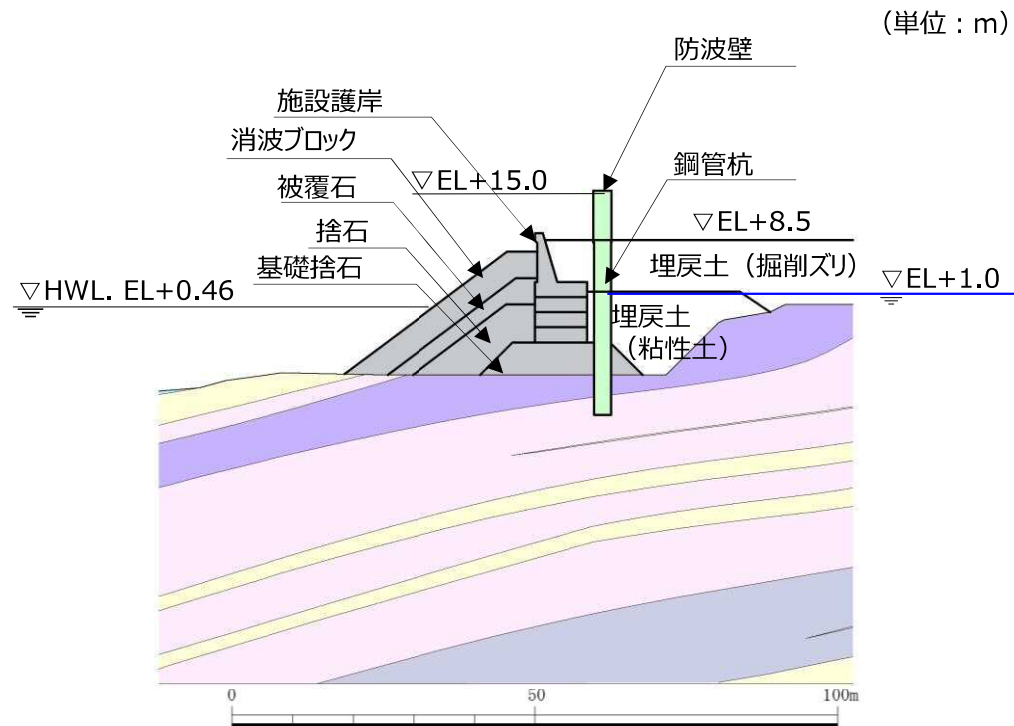 （単位：m）
防波壁
施設護岸
消波ブロック
▽EL+15.0
鋼管杭
被覆石
▽EL+8.5
捨石
基礎捨石
埋戻土（掘削ズリ）
▽EL+1.0
▽HWL. EL+0.46
埋戻土
（粘性土）
0
50
100m